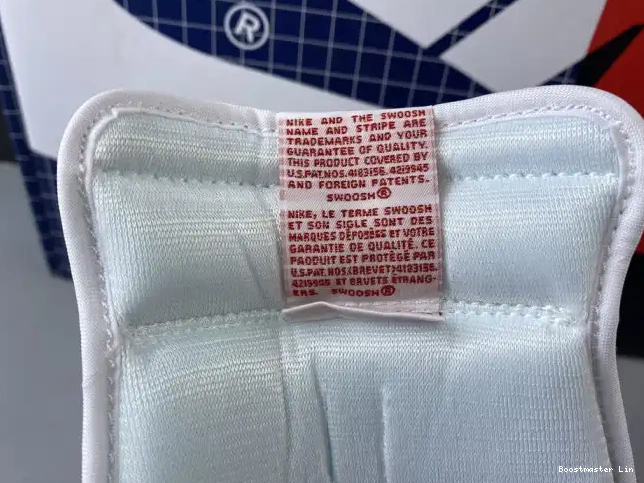 ®
NIKE AND THE SWOOSH
NAME AND STRIPE ARE
TRADEMARKS AND YOUR
GUARANTEE OF QUALITY.
THIS PRODUCT COVERED BY
U.S.PAT.NOS.4183156, 4219945
AND FOREIGN PATENTS.
SWOOSH®
NIKE, LE TERME SWOOSH
ET SON SIGLE SONT DES
MARQUES DÉPOSÉES ET VOTRE
GARANTIE DE QUALITÉ. CE
PRODUIT EST PROTÉGÉ PAR
U.S.PAT.NOS.(BREVET)4183156,
4219945 ET BRVETS ÉTRANG-
ERS. SWOOSH®
Boostmaster Lin